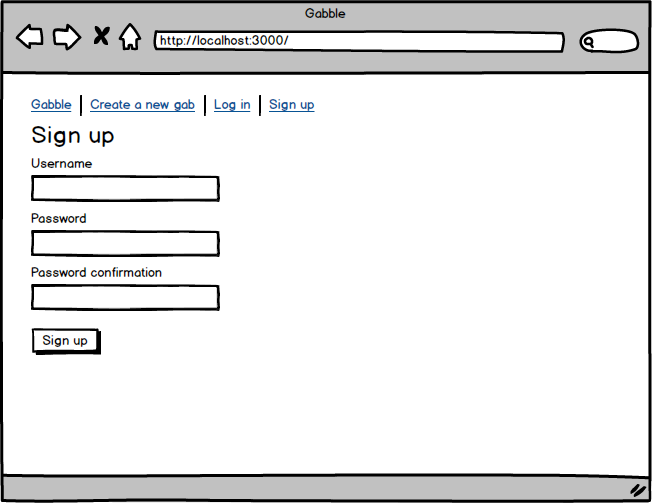 Gabble
http://localhost:3000/
Gabble | Create a new gab | Log in | Sign up
Sign up
Username
Password
Password confirmation
Sign up